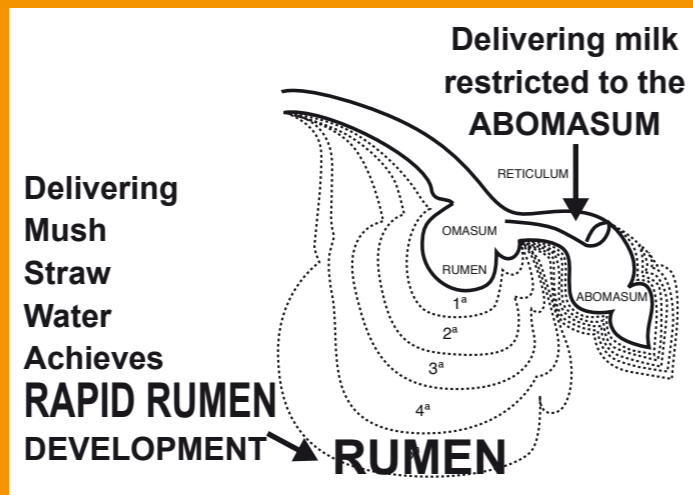 Delivering milk
restricted to the
ABOMASUM
RETICULUM
OMASUM
RUMEN
ABOMASUM
1ª
2ª
3ª
4ª
Delivering
Mush
Straw
Water
Achieves
RAPID RUMEN
DEVELOPMENT
RUMEN